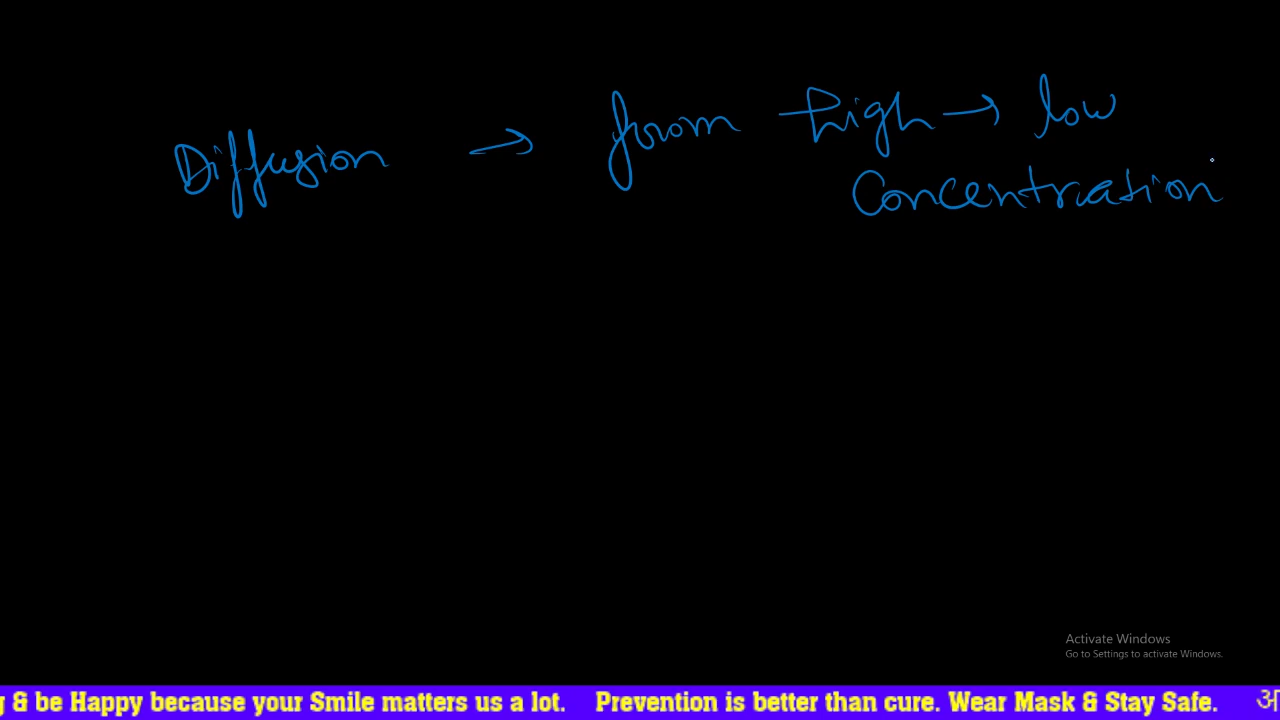 Diffusion → from high → low
Concentration
Activate Windows
Go to Settings to activate Windows.
& be Happy because your Smile matters us a lot. Prevention is better than cure. Wear Mask & Stay Safe.